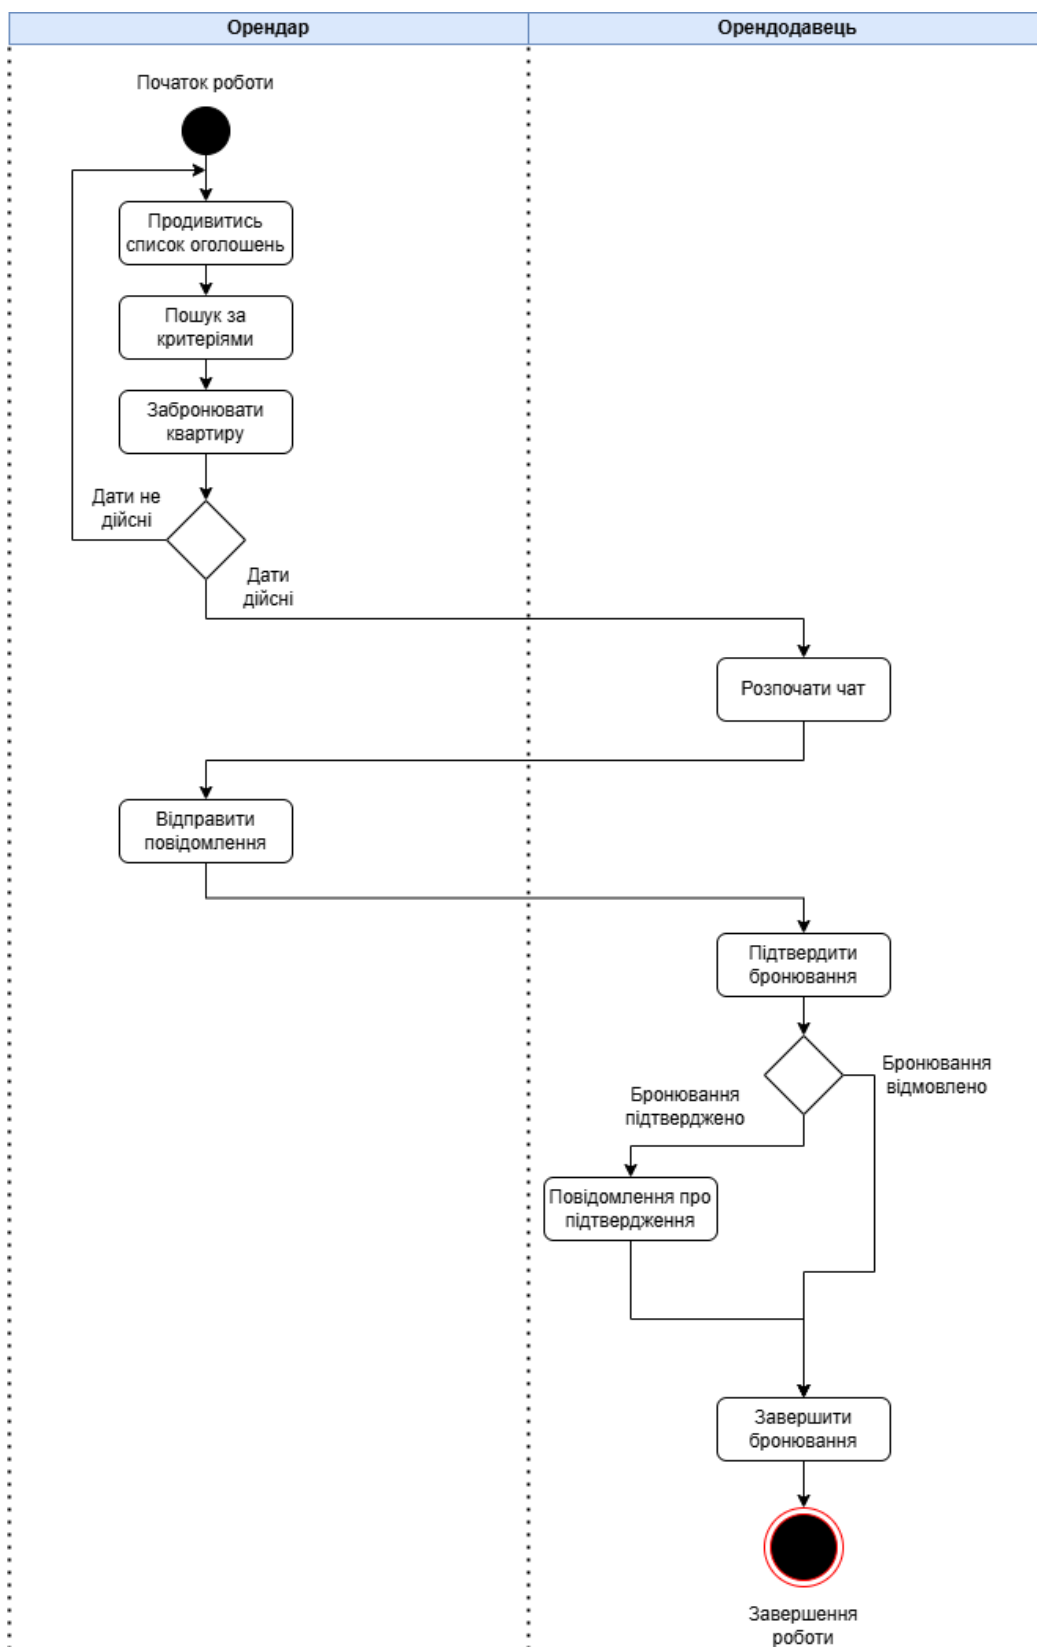 Орендар
Орендодавець
Початок роботи
Продивитись
список оголошень
Пошук за
критеріями
Забронювати
квартиру
Дати не
дійсні
Дати
дійсні
Розпочати чат
Відправити
повідомлення
Підтвердити
бронювання
Бронювання
відмовлено
Бронювання
підтверджено
Повідомлення про
підтвердження
Завершити
бронювання
Завершення
роботи